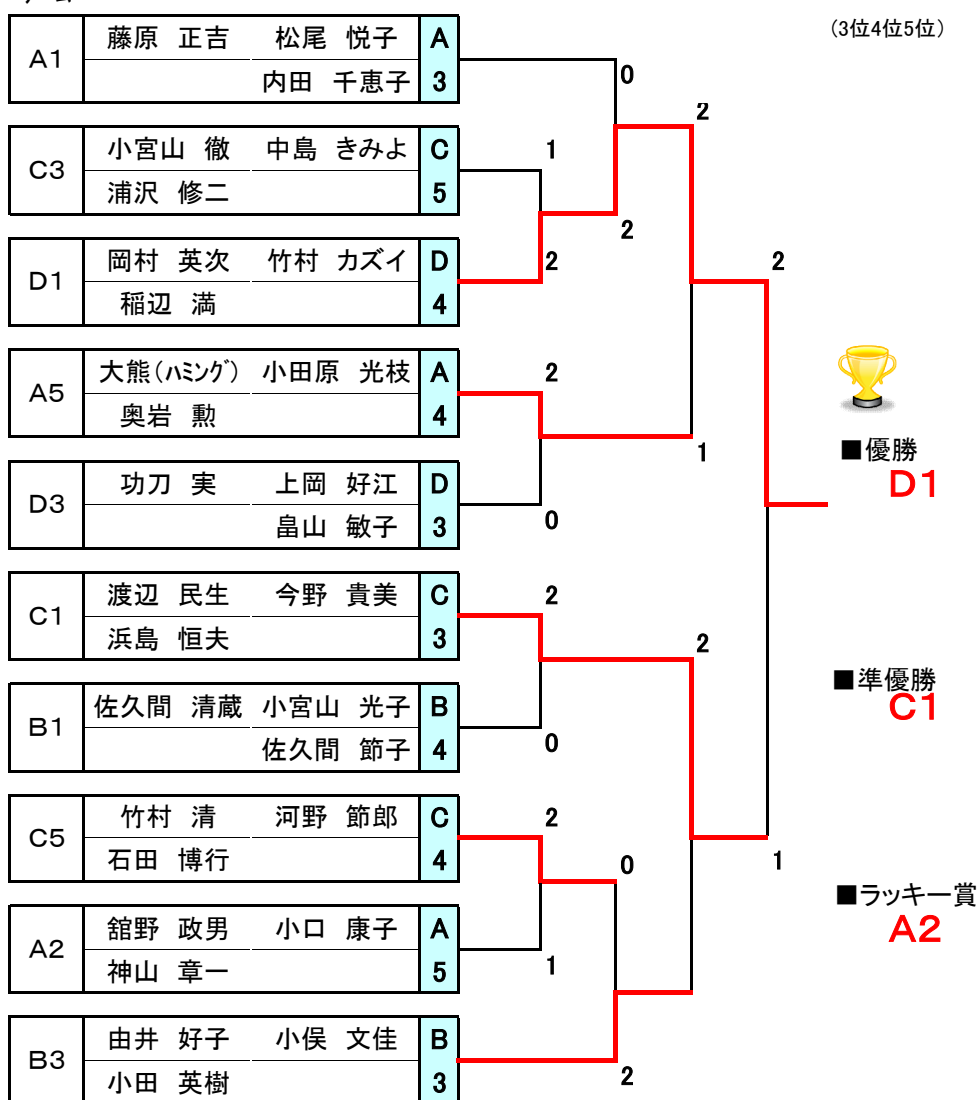 (3位4位5位)
A1 藤原 正吉 松尾 悦子 A
内田 千恵子 3
0
2
C3 小宮山 徹 中島 きみよ C
浦沢 修二 5
1
2
D1 岡村 英次 竹村 カズイ D
稲辺 満 4
2
2
A5 大熊(ハミング) 小田原 光枝 A
奥岩 勲 4
2
1
■優勝
D1
D3 功刀 実 上岡 好江 D
畠山 敏子 3
0
C1 渡辺 民生 今野 貴美 C
浜島 恒夫 3
2
2
■準優勝
C1
B1 佐久間 清蔵 小宮山 光子 B
佐久間 節子 4
0
C5 竹村 清 河野 節郎 C
石田 博行 4
2
0
1
■ラッキー賞
A2
A2 舘野 政男 小口 康子 A
神山 章一 5
1
B3 由井 好子 小俣 文佳 B
小田 英樹 3
2